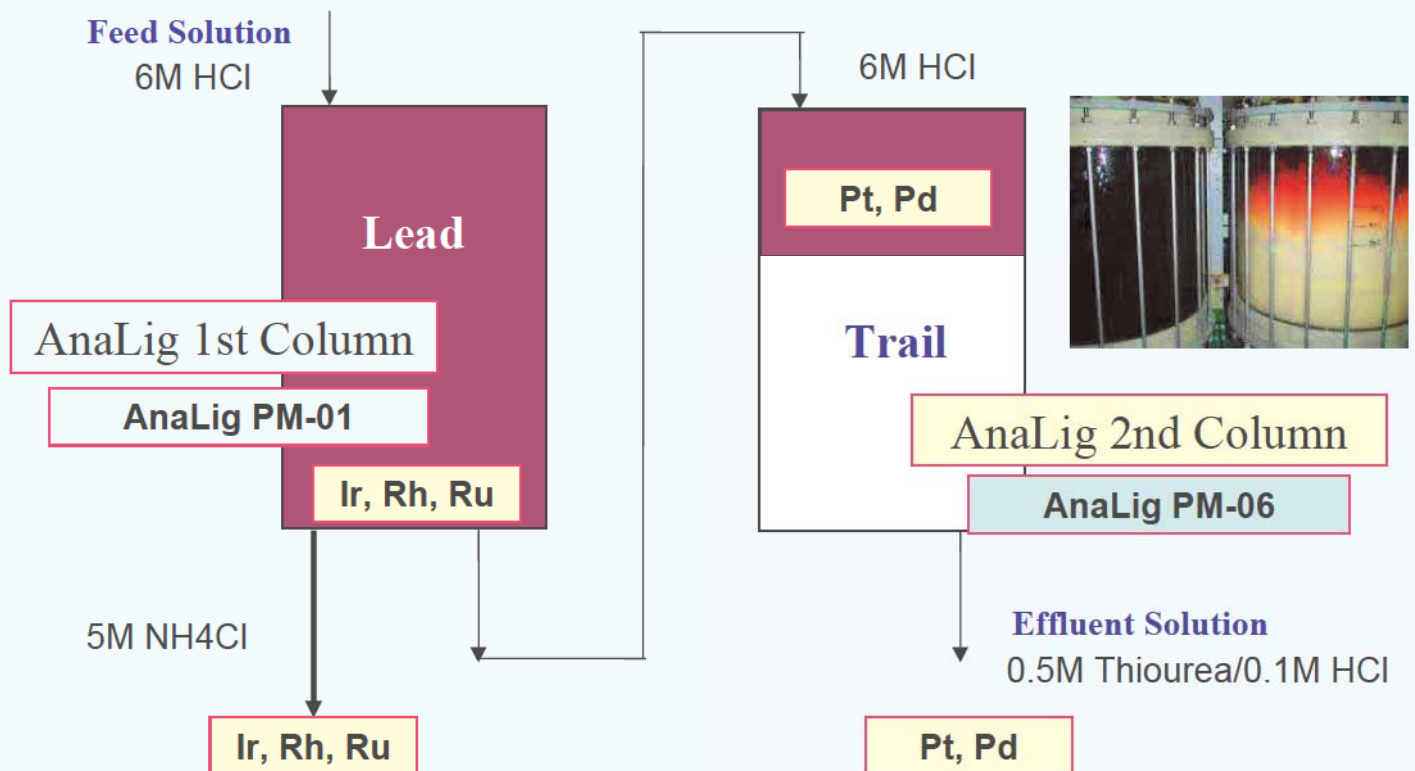 Feed Solution
6M HCl
6M HCl
Pt, Pd
Lead
Trail
AnaLig 1st Column
AnaLig PM-01
AnaLig 2nd Column
Ir, Rh, Ru
AnaLig PM-06
5M NH4Cl
Effluent Solution
0.5M Thiourea/0.1M HCl
Ir, Rh, Ru
Pt, Pd